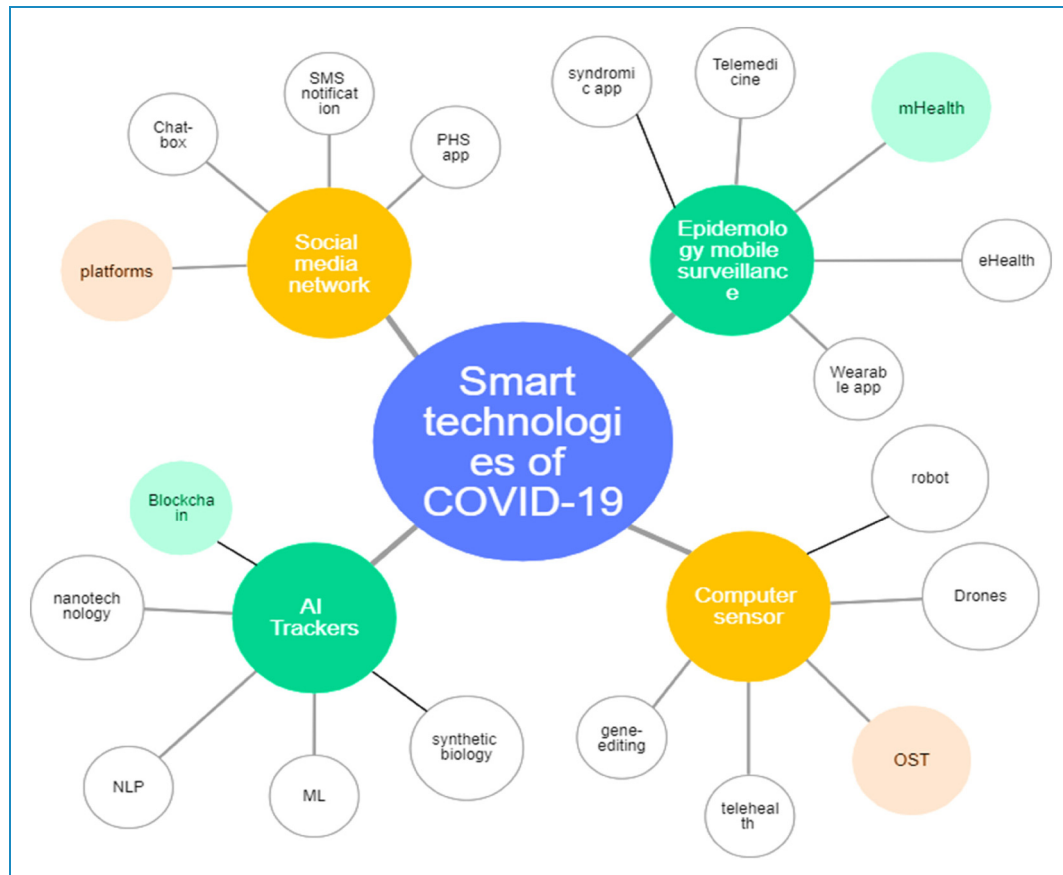 SMS
notificat
ion
Chat-
box
PHS
app
platforms
Social
media
network
syndromi
c app
Telemedi
cine
mHealth
eHealth
Wearab
le app
Epidemolo
gy mobile
surveillanc
e
Smart
technologi
es of
COVID-19
Blockcha
in
nanotech
nology
NLP
ML
synthetic
biology
AI
Trackers
robot
Drones
OST
teleheal
th
gene-
editing
Computer
sensor